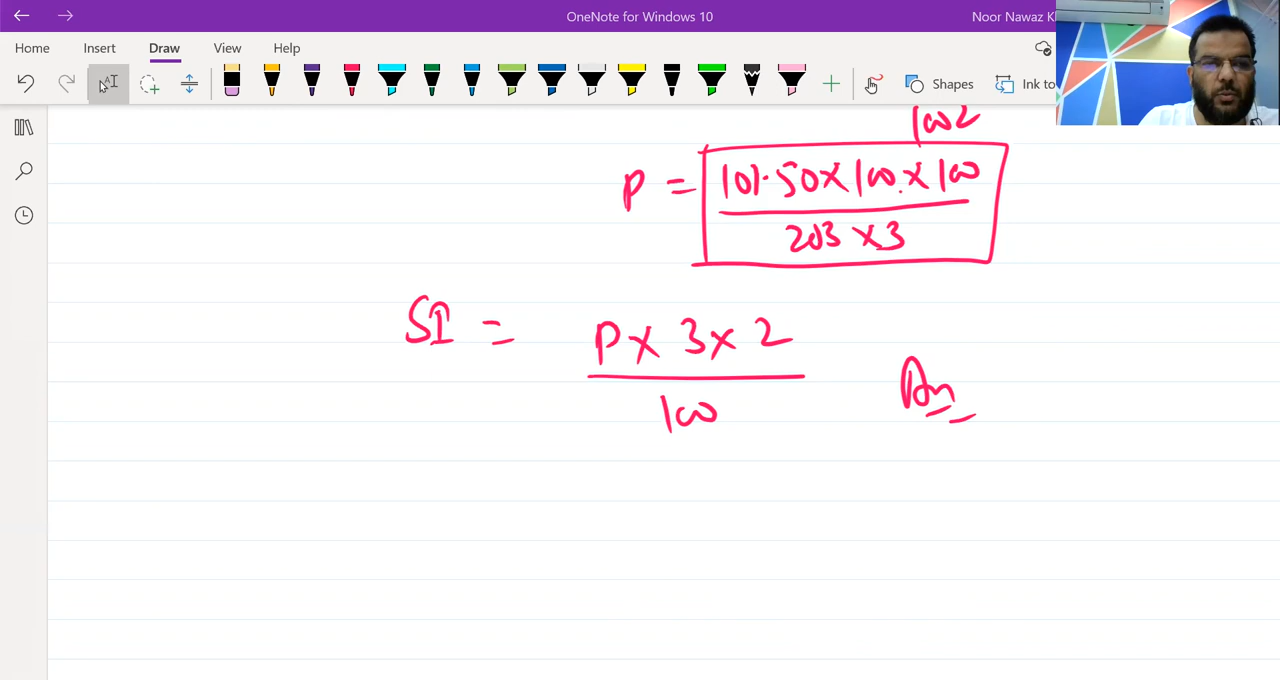 OneNote for Windows 10
Noor Nawaz K
Home Insert Draw View Help
Shapes Ink to
100²
P = 101.50 x 100 x 100
203 x 3
SI = P x 3 x 2
100
Ans